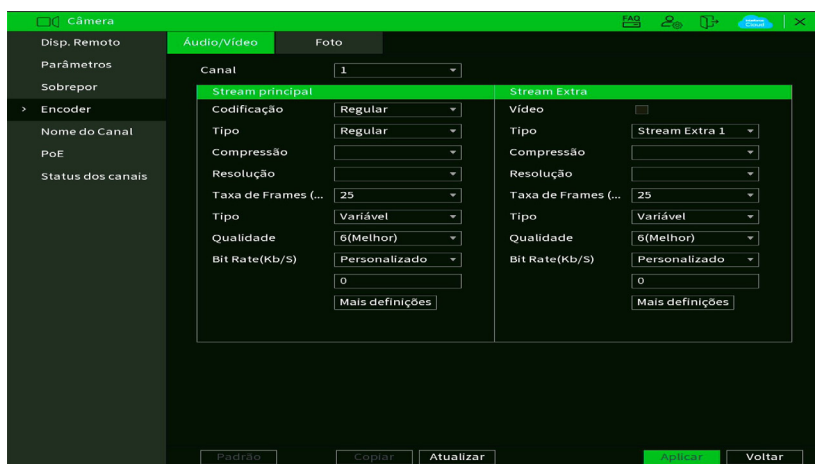 Câmera FAQ
Disp. Remoto
Parâmetros
Sobrepor
> Encoder
Nome do Canal
PoE
Status dos canais
Áudio/Vídeo Foto
Canal 1
Stream principal Stream Extra
Codificação Regular Vídeo
Tipo Regular Tipo Stream Extra 1
Compressão Compressão
Resolução Resolução
Taxa de Frames (... 25 Taxa de Frames (... 25
Tipo Variável Tipo Variável
Qualidade 6(Melhor) Qualidade 6(Melhor)
Bit Rate(Kb/S) Personalizado Bit Rate(Kb/S) Personalizado
0 0
Mais definições Mais definições
Padrão Copiar Atualizar Aplicar Voltar